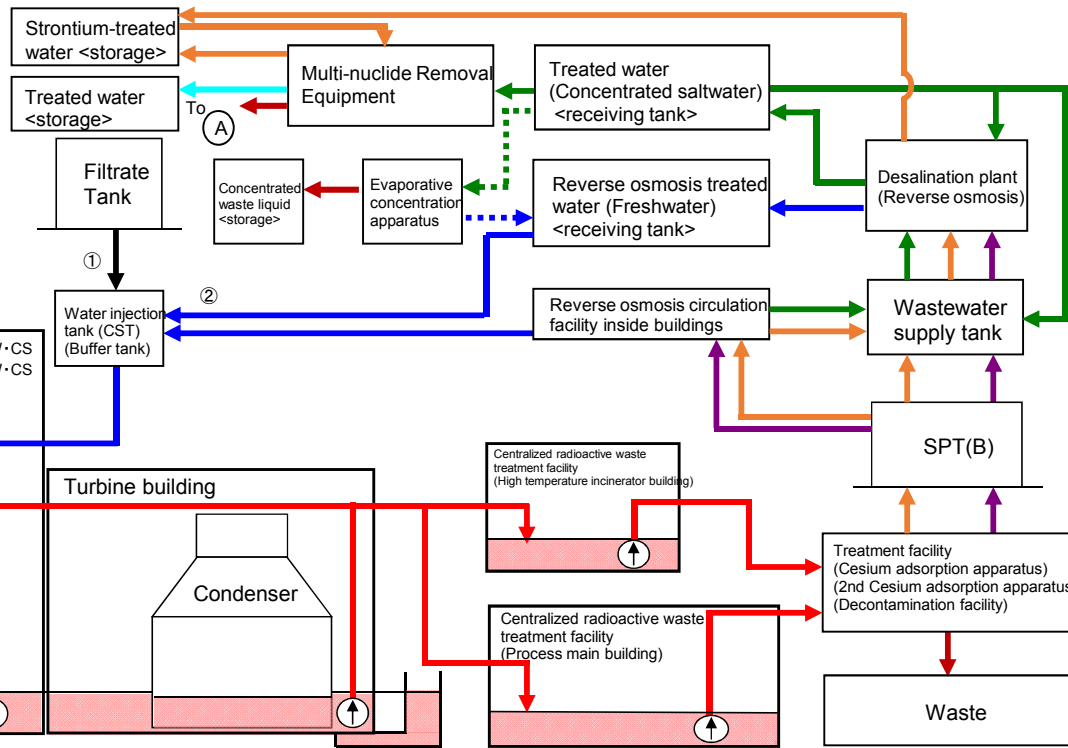 Strontium-treated
water <storage>
Treated water
<storage>
To
A
Multi-nuclide Removal
Equipment
Treated water
(Concentrated saltwater)
<receiving tank>
Filtrate
Tank
Concentrated
waste liquid
<storage>
Evaporative
concentration
apparatus
Reverse osmosis treated
water (Freshwater)
<receiving tank>
Desalination plant
(Reverse osmosis)
①
②
Water injection
tank (CST)
(Buffer tank)
Reverse osmosis circulation
facility inside buildings
Wastewater
supply tank
・CS
・CS
SPT(B)
Turbine building
Condenser
Centralized radioactive waste
treatment facility
(High temperature incinerator building)
Centralized radioactive waste
treatment facility
(Process main building)
Treatment facility
(Cesium adsorption apparatus)
(2nd Cesium adsorption apparatus
(Decontamination facility)
Waste